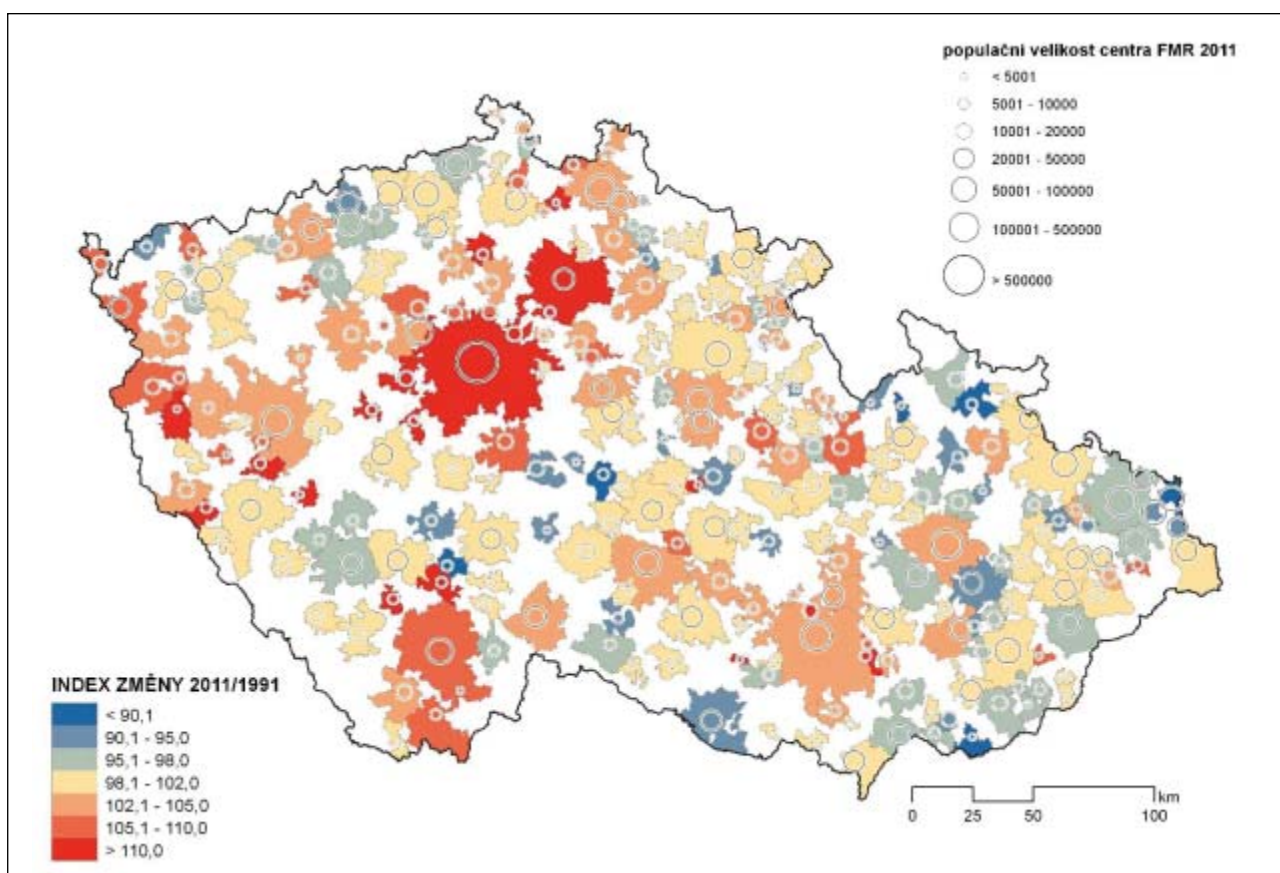 populační velikost centra FMR 2011
< 5001
5001 - 10000
10001 - 20000
20001 - 50000
50001 - 100000
100001 - 500000
> 500000
INDEX ZMĚNY 2011/1991
< 90,1
90,1 - 95,0
95,1 - 98,0
98,1 - 102,0
102,1 - 105,0
105,1 - 110,0
> 110,0
km
0 25 50 100